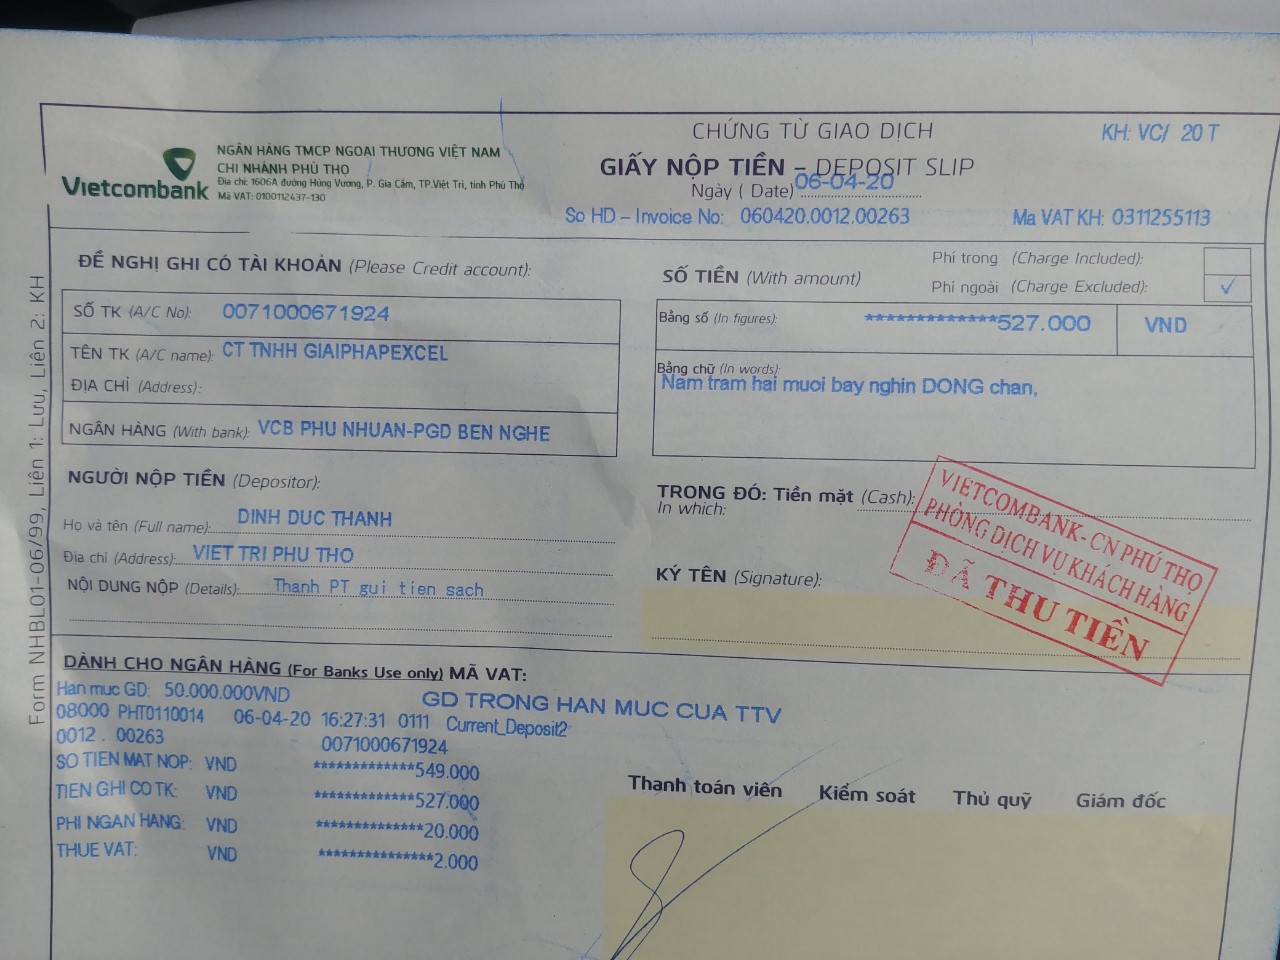 CHỨNG TỪ GIAO DỊCH
KH: VC/ 20 T
Vietcombank
NGÂN HÀNG TMCP NGOẠI THƯƠNG VIỆT NAM
CHI NHÁNH PHÚ THỌ
Địa chỉ: 1606A đường Hùng Vương, P. Gia Cẩm, TP.Việt Trì, tỉnh Phú Thọ
Mã VAT: 0100112437-130
GIẤY NỘP TIỀN – DEPOSIT SLIP
Ngày ( Date) 06-04-20
So HD – Invoice No: 060420.0012.00263
Ma VAT KH: 0311255113
Form NHBL01-06/99, Liên 1: Lưu, Liên 2: KH
ĐỀ NGHỊ GHI CÓ TÀI KHOẢN (Please Credit account):
SỐ TIỀN (With amount)
Phí trong (Charge Included):
Phí ngoài (Charge Excluded): ✓
SỐ TK (A/C No): 0071000671924
TÊN TK (A/C name): CT TNHH GIAIPHAPEXCEL
ĐỊA CHỈ (Address):
NGÂN HÀNG (With bank): VCB PHU NHUAN-PGD BEN NGHE
Bằng số (In figures): *************527.000 VND
Bằng chữ (In words):
Nam tram hai muoi bay nghin DONG chan,
NGƯỜI NỘP TIỀN (Depositor):
Họ và tên (Full name): DINH DUC THANH
Địa chỉ (Address): VIET TRI PHU THO
NỘI DUNG NỘP (Details): Thanh PT gui tien sach
TRONG ĐÓ: Tiền mặt (Cash):
In which:
KÝ TÊN (Signature):
VIETCOMBANK- CN PHÚ THỌ
PHÒNG DỊCH VỤ KHÁCH HÀNG
ĐÃ THU TIỀN
DÀNH CHO NGÂN HÀNG (For Banks Use only) MÃ VAT:
Han muc GD: 50.000.000VND
GD TRONG HAN MUC CUA TTV
08000 PHT0110014 06-04-20 16:27:31 0111 Current_Deposit2
0012 . 00263 0071000671924
SO TIEN MAT NOP: VND *************549.000
TIEN GHI CO TK: VND *************527.000
PHI NGAN HANG: VND **************20.000
THUE VAT: VND ***************2.000
Thanh toán viên Kiểm soát Thủ quỹ Giám đốc